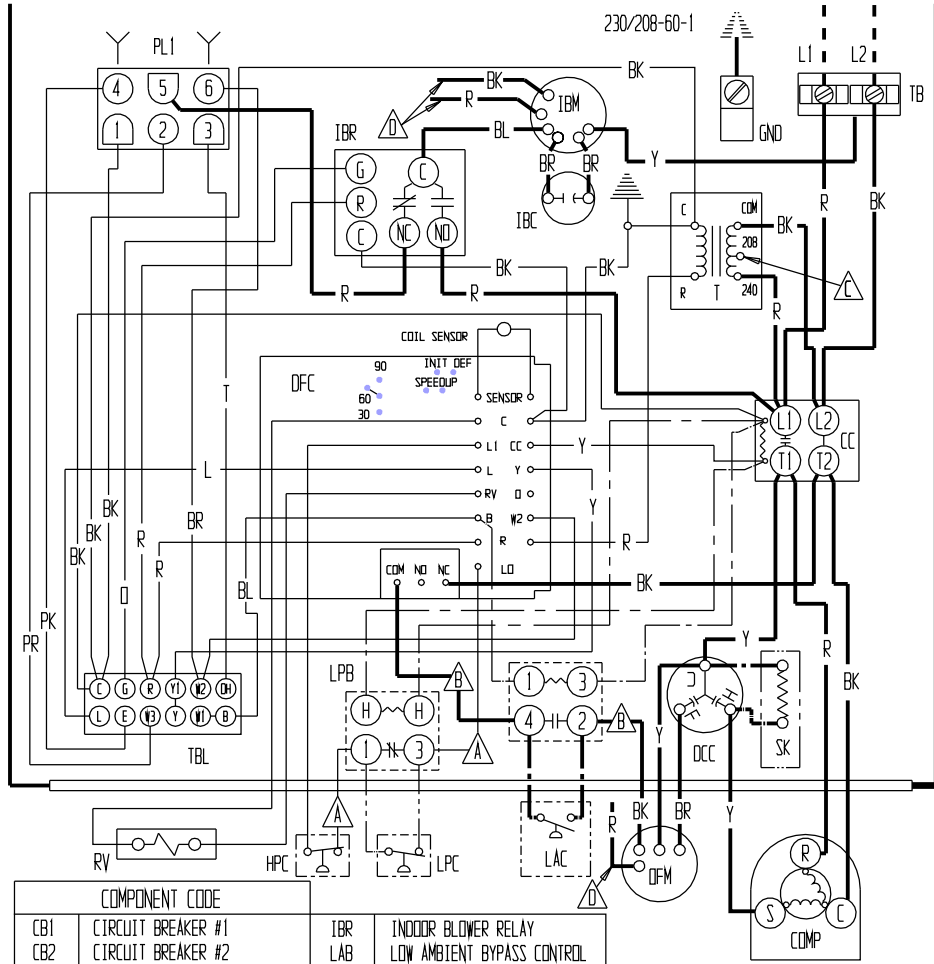 230/208-60-1
PL1
L1 L2
BK
4 5 6
BK
IBM
TB
R
D
1 2 3
IBR
BL
GND
G
C
BR BR
Y
R
IBC
C COM
R BK
C
NC NO
BK
208
BK
BK
R
R
R T 240
C
R
COIL SENSOR
90
INIT DEF
DFC
SPEEDUP
60
T
SENSOR
30
C
L1 L2
L1 CC
Y
CC
L
L Y
T1 T2
RV O
Y
BK
BR
B W2
BK
R
R
R
BK
R
COM NO NC
LO
BK
O
BL
PK
PR
Y
R
LPB
B
1 3
C
BK
C G R Y1 W2 OH
H H
H F
L E W3 Y W1 B
4 2
B
Y
TBL
1 3
A
DCC
SK
A
BK
BR
Y
R
RV
HPC
LPC
LAC
OFM
R
D
S C
COMP
COMPONENT CODE
CB1 CIRCUIT BREAKER #1 IBR INDOOR BLOWER RELAY
CB2 CIRCUIT BREAKER #2 LAB LOW AMBIENT BYPASS CONTROL